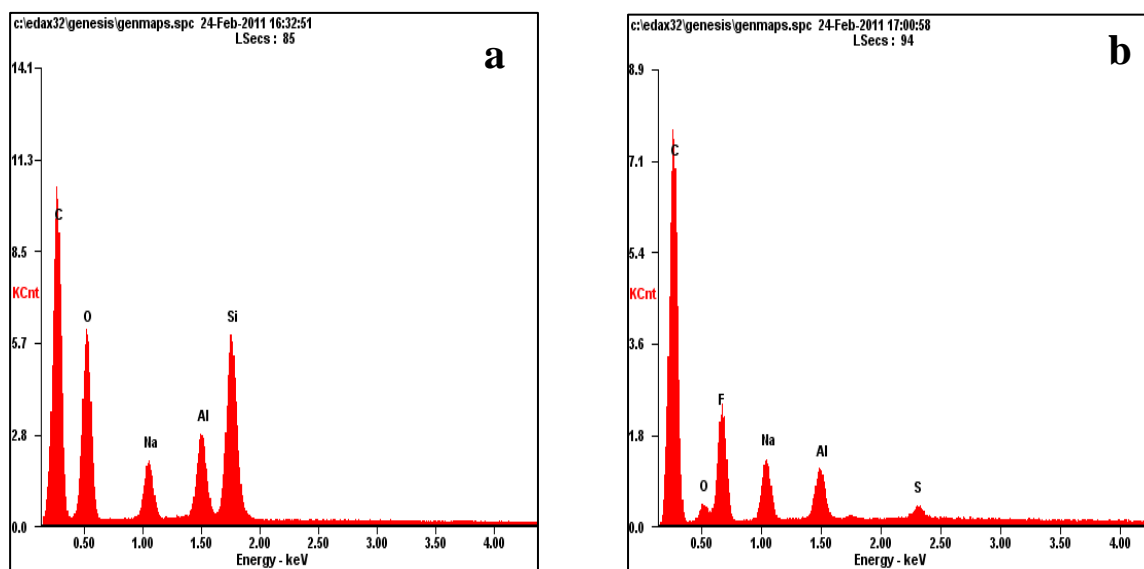 c:\edax32\genesis\genmaps.spc 24-Feb-2011 16:32:51
LSecs : 85
a
14.1
11.3
8.5
KCnt
5.7
2.8
0.0
C
O
Na
Al
Si
0.50 1.00 1.50 2.00 2.50 3.00 3.50 4.00
Energy - keV
c:\edax32\genesis\genmaps.spc 24-Feb-2011 17:00:58
LSecs : 94
b
8.9
7.1
5.4
KCnt
3.6
1.8
0.0
C
O
F
Na
Al
S
0.50 1.00 1.50 2.00 2.50 3.00 3.50 4.00
Energy - keV